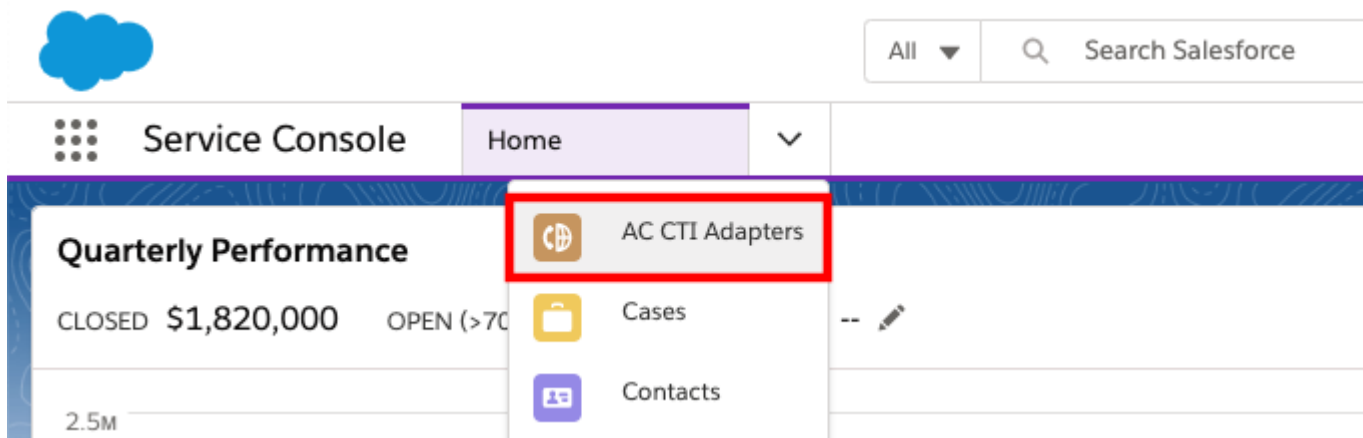 All Search Salesforce
Service Console Home
AC CTI Adapters
Quarterly Performance
CLOSED $1,820,000 OPEN (>70 --
Cases
Contacts
2.5M